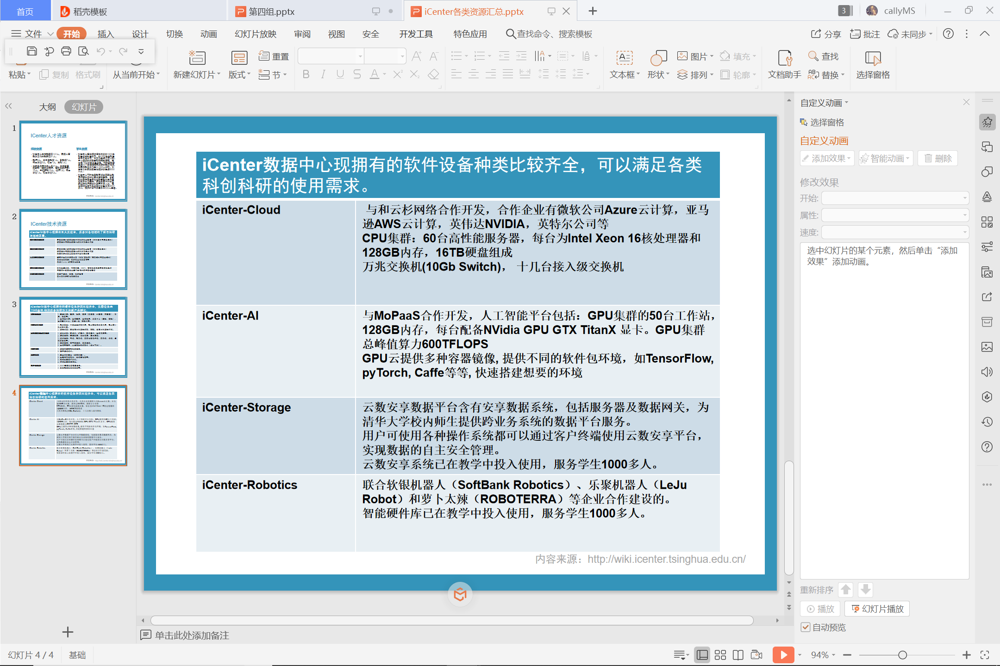 首页
稻壳模板
第四组.pptx
iCenter各类资源汇总.pptx
3
callyMS
文件
开始
插入
设计
切换
动画
幻灯片放映
审阅
视图
安全
开发工具
特色应用
查找命令、搜索模板
分享
批注
未同步
粘贴
复制
格式刷
从当前开始
新建幻灯片
版式
重置
节
文本框
形状
图片
排列
填充
轮廓
文档助手
查找
替换
选择窗格
大纲
幻灯片
1
ICenter人才资源
2
ICenter技术资源
3
4
iCenter数据中心现拥有的软件设备种类比较齐全，可以满足各类
科创科研的使用需求。
iCenter-Cloud
与和云杉网络合作开发，合作企业有微软公司Azure云计算，亚马
逊AWS云计算，英伟达NVIDIA，英特尔公司等
CPU集群：60台高性能服务器，每台为Intel Xeon 16核处理器和
128GB内存，16TB硬盘组成
万兆交换机(10Gb Switch)， 十几台接入级交换机
iCenter-AI
与MoPaaS合作开发，人工智能平台包括：GPU集群的50台工作站，
128GB内存，每台配备NVidia GPU GTX TitanX 显卡。GPU集群
总峰值算力600TFLOPS
GPU云提供多种容器镜像, 提供不同的软件包环境，如TensorFlow,
pyTorch, Caffe等等, 快速搭建想要的环境
iCenter-Storage
云数安享数据平台含有安享数据系统，包括服务器及数据网关，为
清华大学校内师生提供跨业务系统的数据平台服务。
用户可使用各种操作系统都可以通过客户终端使用云数安享平台，
实现数据的自主安全管理。
云数安享系统已在教学中投入使用，服务学生1000多人。
iCenter-Robotics
联合软银机器人（SoftBank Robotics）、乐聚机器人（LeJu
Robot）和萝卜太辣（ROBOTERRA）等企业合作建设的。
智能硬件库已在教学中投入使用，服务学生1000多人。
内容来源：http://wiki.icenter.tsinghua.edu.cn/
自定义动画
选择窗格
自定义动画
添加效果
智能动画
删除
修改效果
开始:
属性:
速度:
选中幻灯片的某个元素，然后单击“添加
效果”添加动画。
重新排序
播放
幻灯片播放
自动预览
单击此处添加备注
幻灯片 4 / 4
基础
94%